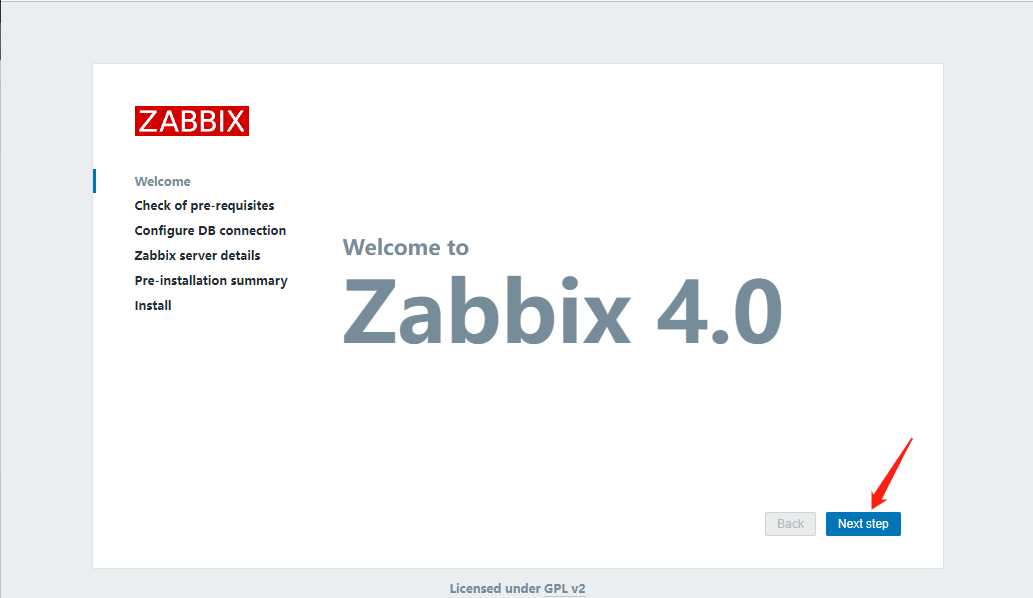 ZABBIX
Welcome
Check of pre-requisites
Configure DB connection
Zabbix server details
Pre-installation summary
Install
Welcome to
Zabbix 4.0
Back
Next step
Licensed under GPL v2